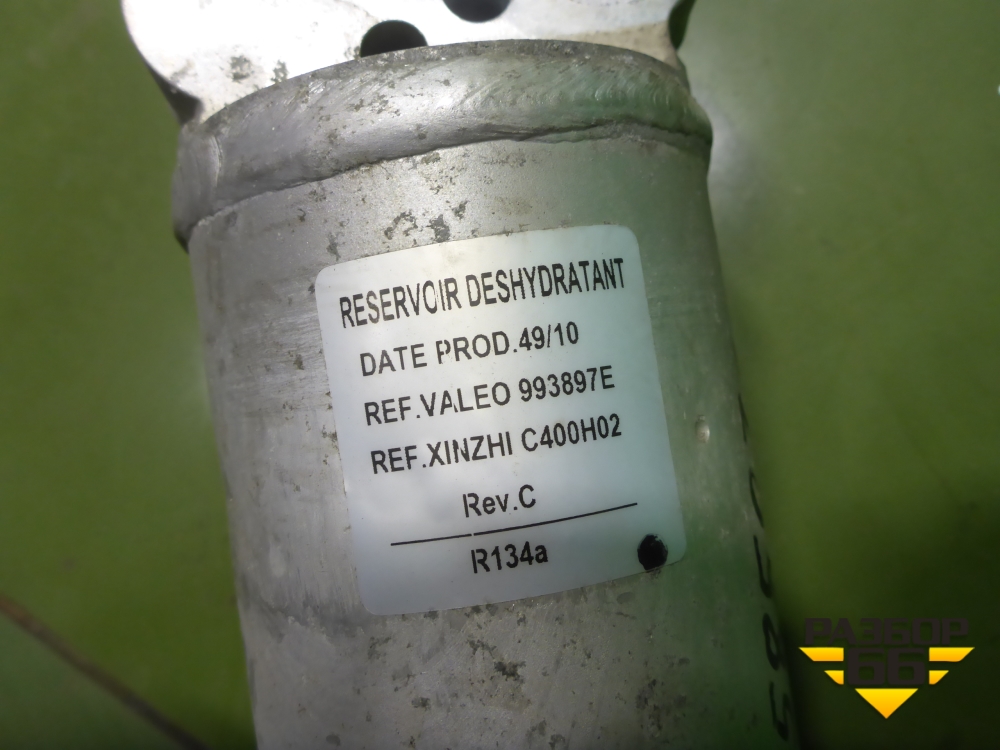 RESERVOIR DESHYDRATANT
DATE PROD.49/10
REF.VALEO 993897E
REF.XINZHI C400H02
Rev.C
R134a
РАЗБОР
66